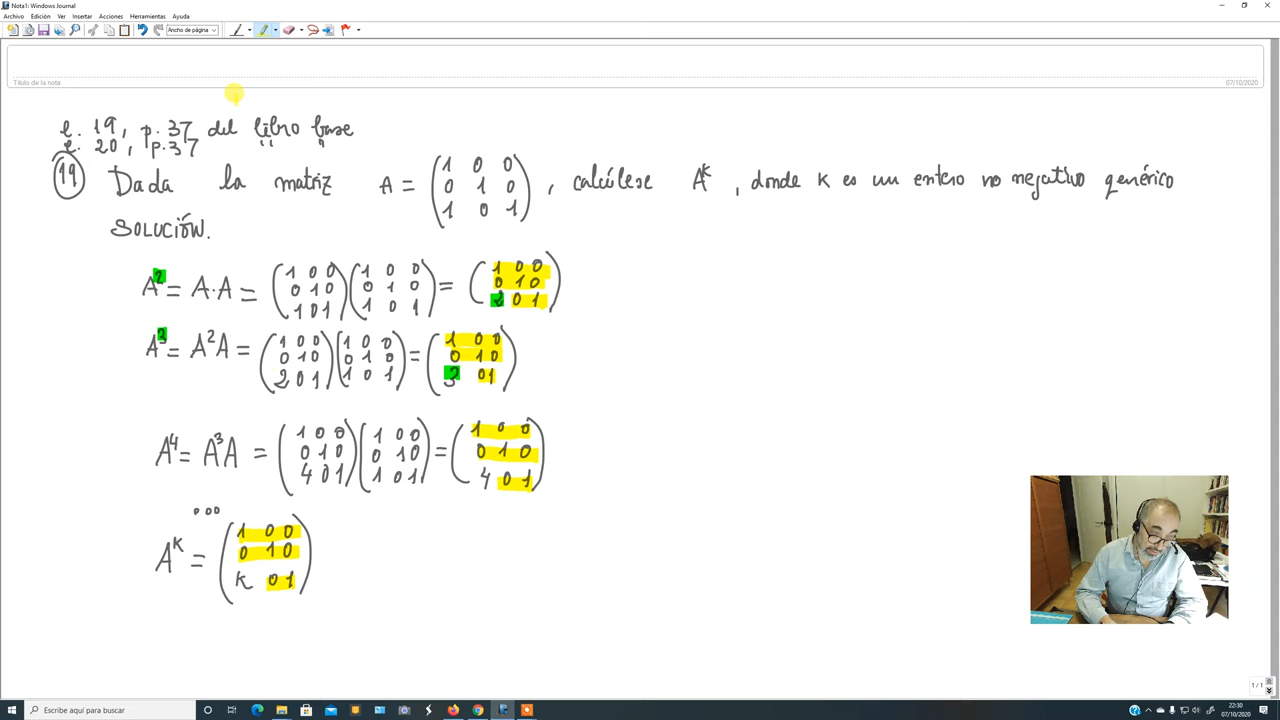 Nota1: Windows Journal
Archivo Edición Ver Insertar Acciones Herramientas Ayuda
Ancho de página
Título de la nota
07/10/2020
e. 19, p. 37 del libro base
e. 20, p. 37 " "
19 Dada la matriz A = (1 0 0 / 0 1 0 / 1 0 1), calcúlese A^k, donde k es un entero no negativo genérico
SOLUCIÓN.
A^2 = A·A = (1 0 0 / 0 1 0 / 1 0 1)(1 0 0 / 0 1 0 / 1 0 1) = (1 0 0 / 0 1 0 / 2 0 1)
A^3 = A^2 A = (1 0 0 / 0 1 0 / 2 0 1)(1 0 0 / 0 1 0 / 1 0 1) = (1 0 0 / 0 1 0 / 3 0 1)
A^4 = A^3 A = (1 0 0 / 0 1 0 / 4 0 1)(1 0 0 / 0 1 0 / 1 0 1) = (1 0 0 / 0 1 0 / 4 0 1)
...
A^k = (1 0 0 / 0 1 0 / k 0 1)
1 / 1
Escribe aquí para buscar
22:30
07/10/2020